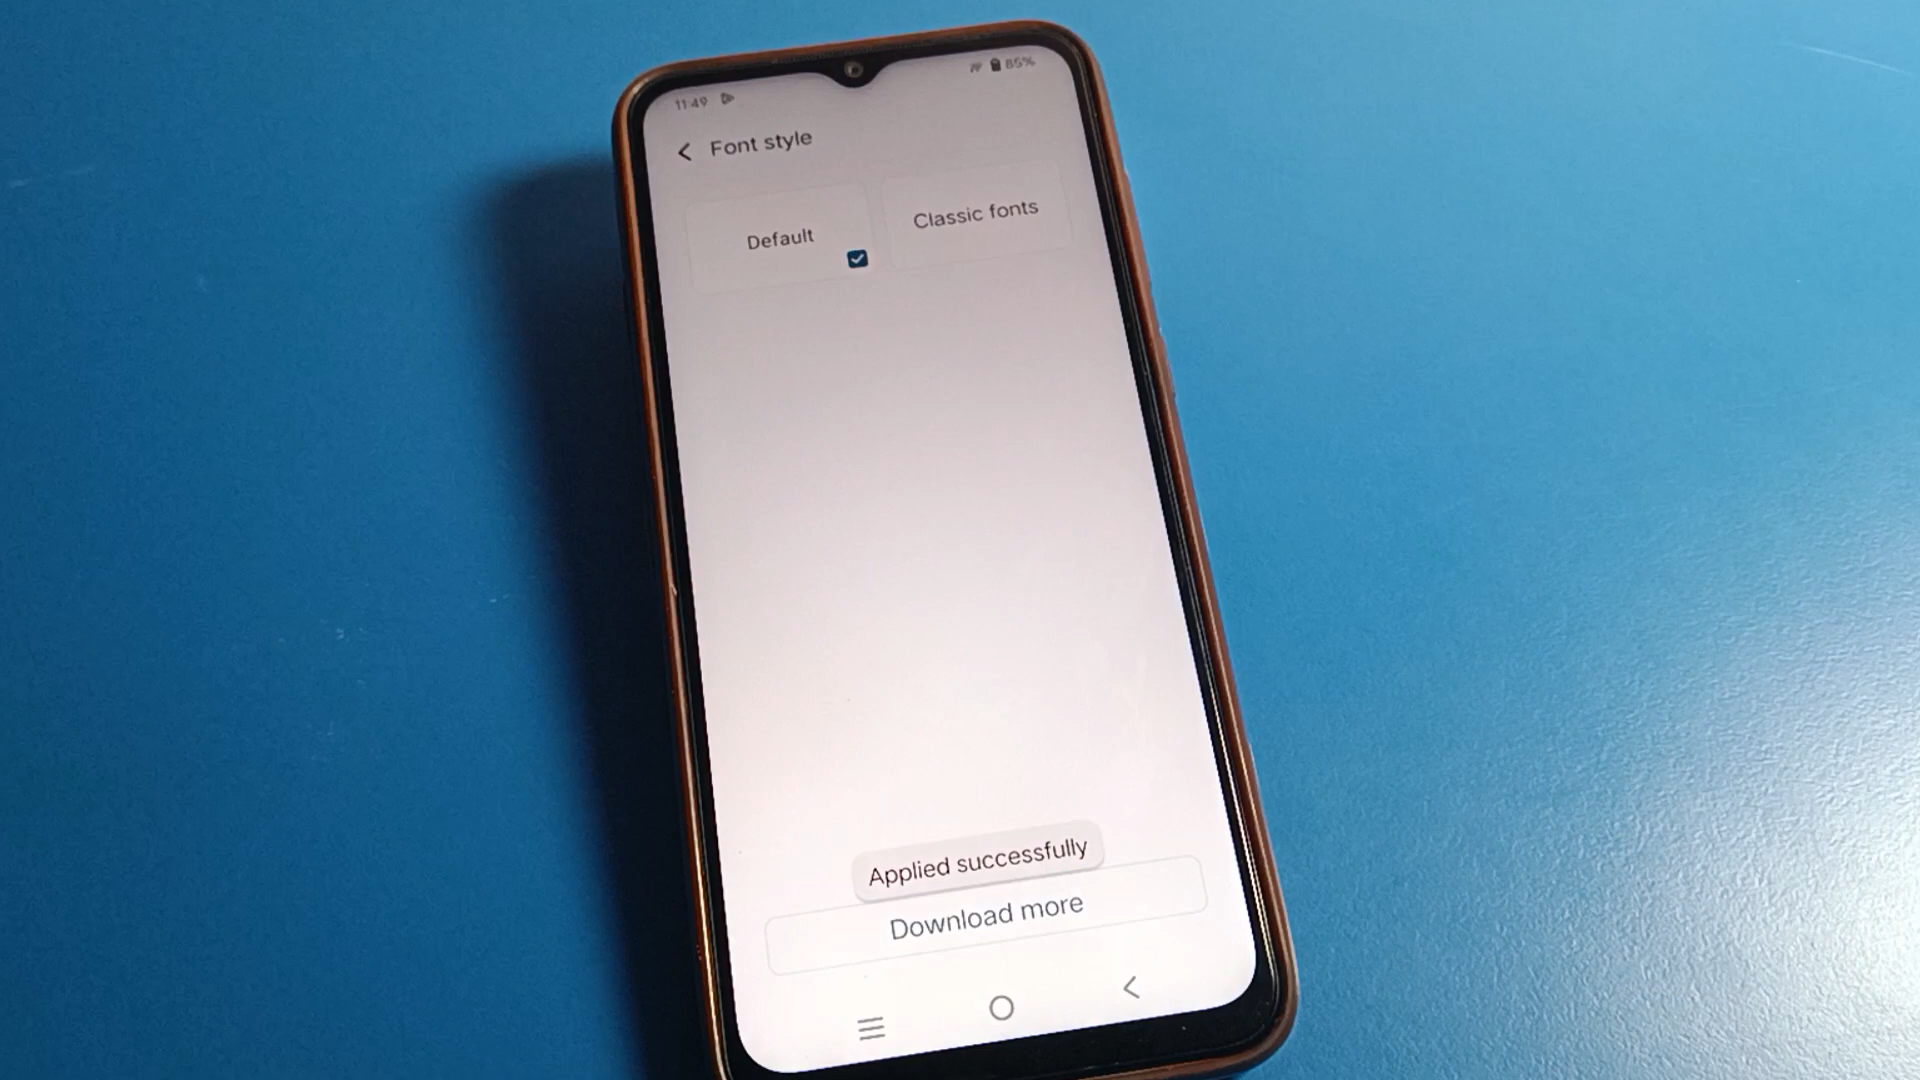 11:49
85%
Font style
Default
Classic fonts
Applied successfully
Download more